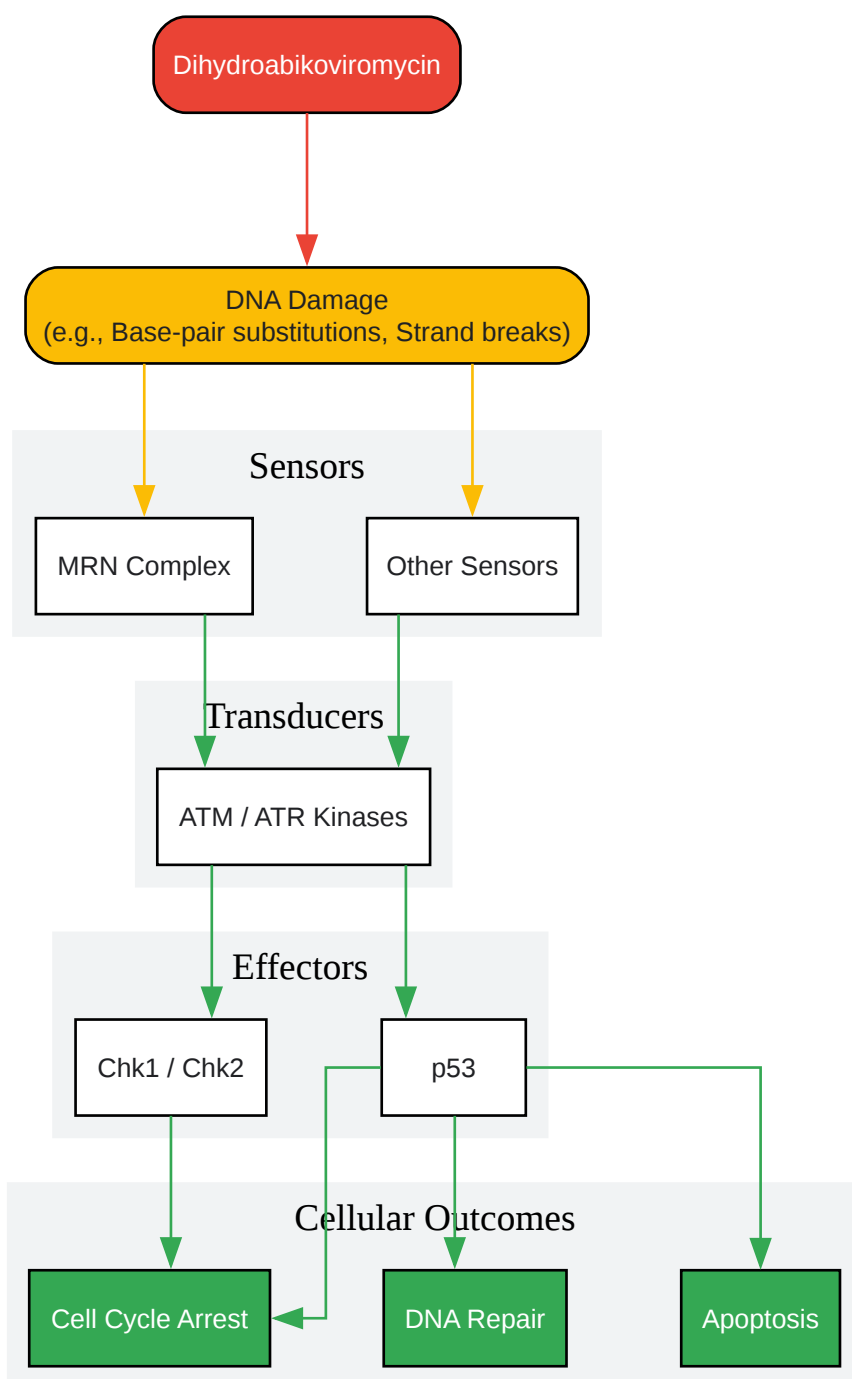 Dihydroabikoviromycin
DNA Damage
(e.g., Base-pair substitutions, Strand breaks)
Sensors
MRN Complex
Other Sensors
Transducers
ATM / ATR Kinases
Effectors
Chk1 / Chk2
p53
Cellular Outcomes
Cell Cycle Arrest
DNA Repair
Apoptosis